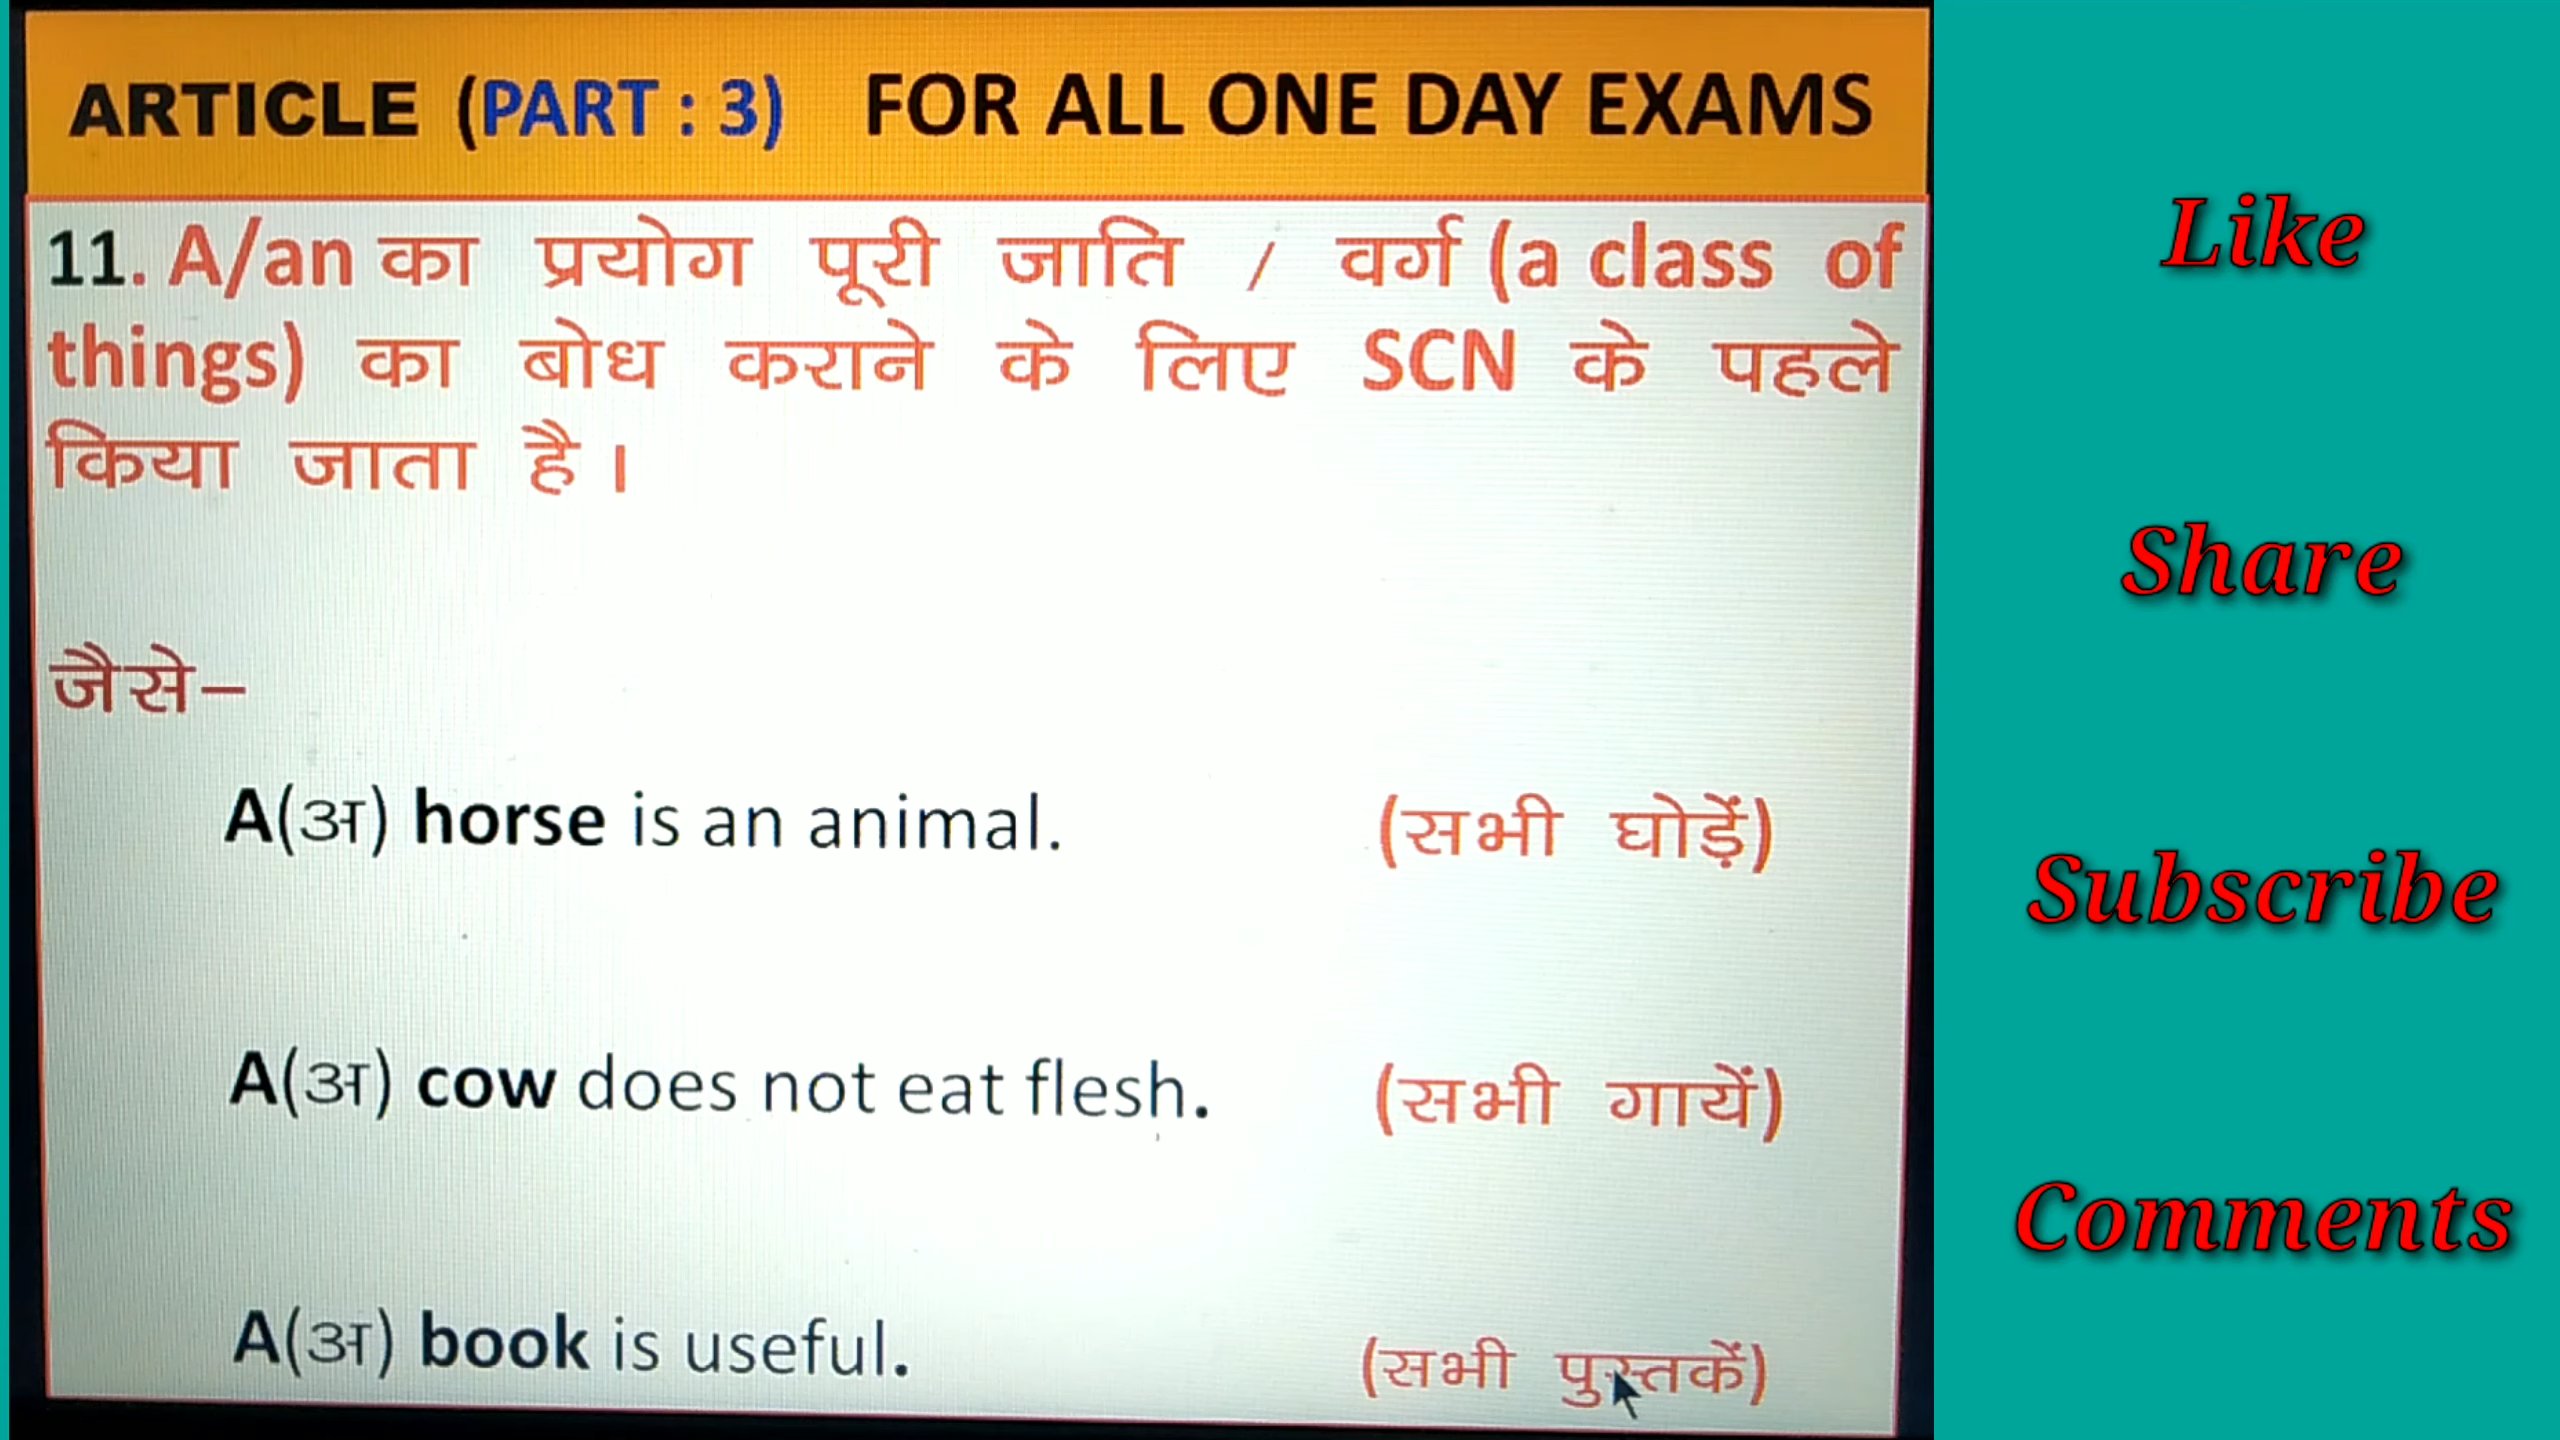 ARTICLE (PART : 3) FOR ALL ONE DAY EXAMS
11. A/an का प्रयोग पूरी जाति / वर्ग (a class of
things) का बोध कराने के लिए SCN के पहले
किया जाता है।
जैसे–
A(अ) horse is an animal. (सभी घोड़ें)
A(अ) cow does not eat flesh. (सभी गायें)
A(अ) book is useful. (सभी पुस्तकें)
Like
Share
Subscribe
Comments